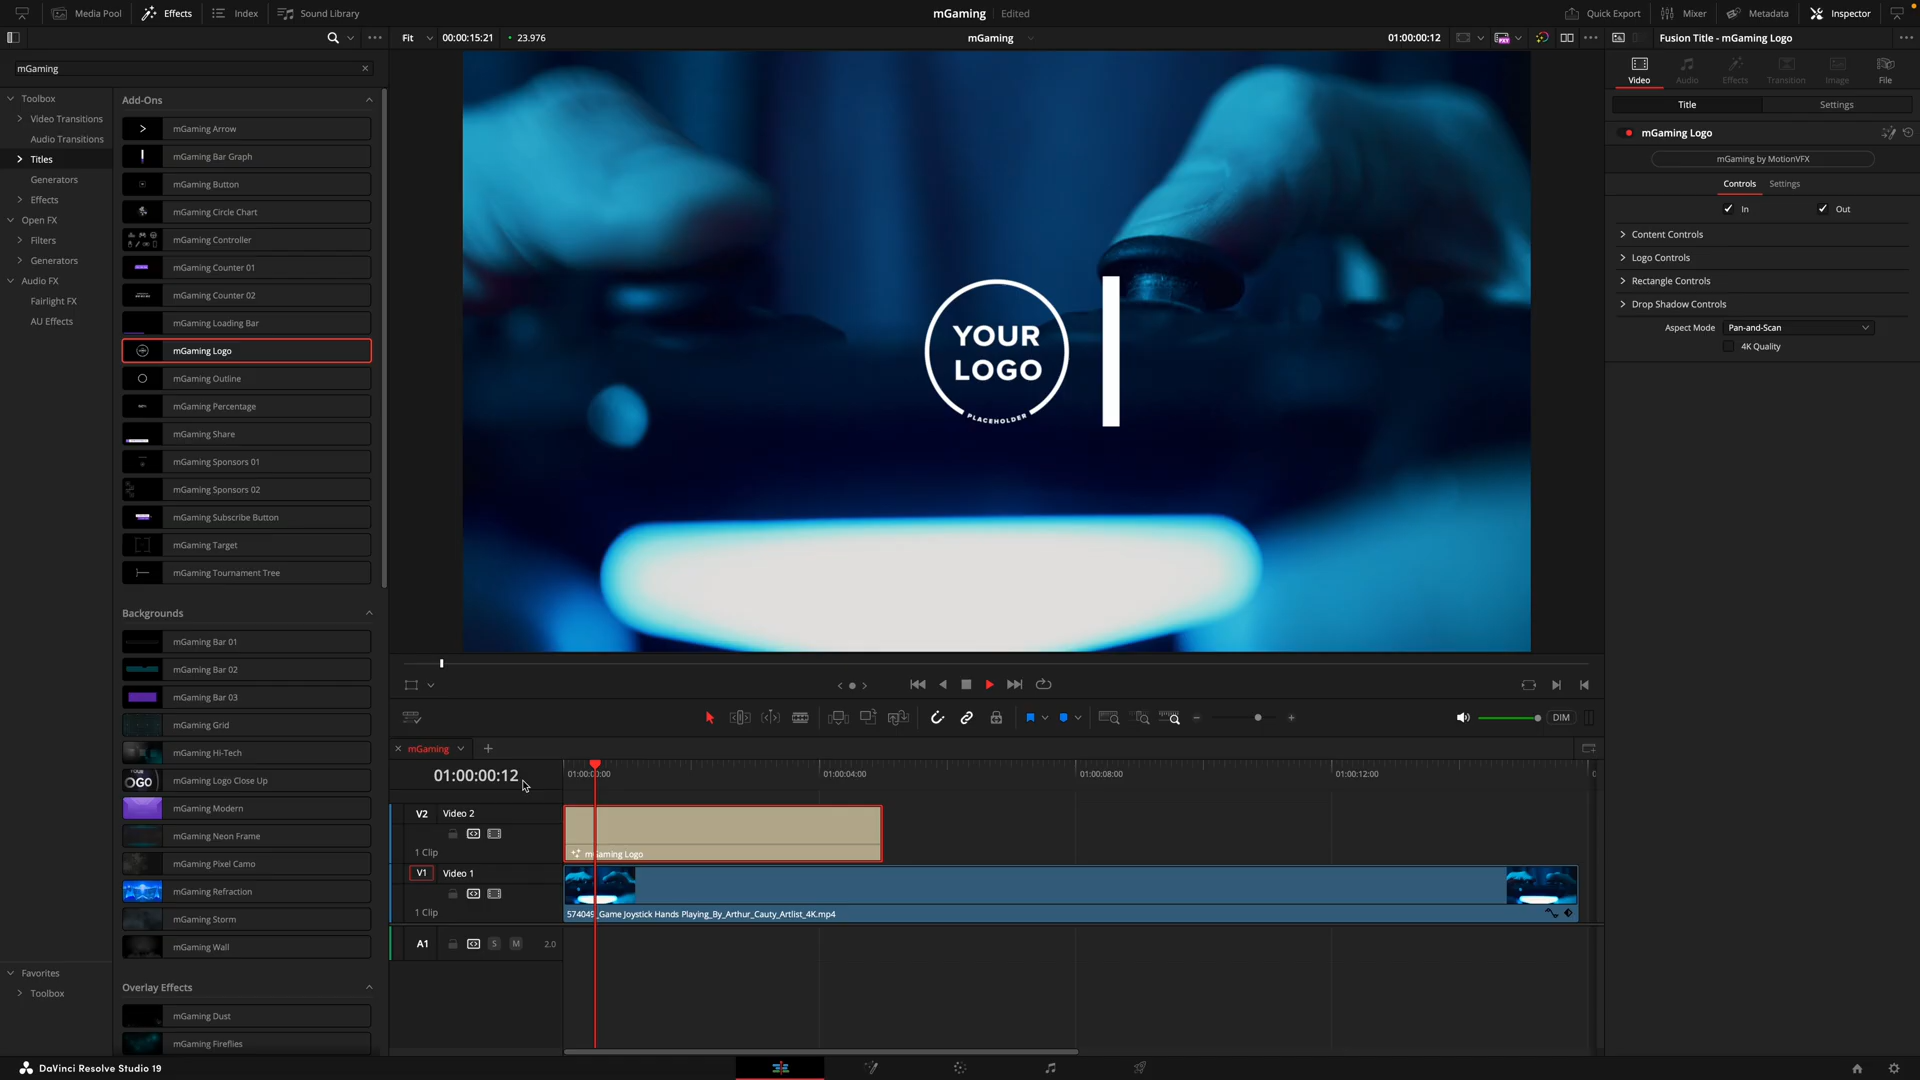 Media Pool
Effects
Index
Sound Library
mGaming
Edited
Quick Export
Mixer
Metadata
Inspector
Fit
00:00:15:21
23.976
mGaming
01:00:00:12
Fusion Title - mGaming Logo
mGaming
Toolbox
Video Transitions
Audio Transitions
Titles
Generators
Effects
Open FX
Filters
Generators
Audio FX
Fairlight FX
AU Effects
Favorites
Toolbox
Add-Ons
mGaming Arrow
mGaming Bar Graph
mGaming Button
mGaming Circle Chart
mGaming Controller
mGaming Counter 01
mGaming Counter 02
mGaming Loading Bar
mGaming Logo
mGaming Outline
mGaming Percentage
mGaming Share
mGaming Sponsors 01
mGaming Sponsors 02
mGaming Subscribe Button
mGaming Target
mGaming Tournament Tree
Backgrounds
mGaming Bar 01
mGaming Bar 02
mGaming Bar 03
mGaming Grid
mGaming Hi-Tech
mGaming Logo Close Up
mGaming Modern
mGaming Neon Frame
mGaming Pixel Camo
mGaming Refraction
mGaming Storm
mGaming Wall
Overlay Effects
mGaming Dust
mGaming Fireflies
YOUR
LOGO
PLACEHOLDER
Video
Audio
Effects
Transition
Image
File
Title
Settings
mGaming Logo
mGaming by MotionVFX
Controls
Settings
In
Out
Content Controls
Logo Controls
Rectangle Controls
Drop Shadow Controls
Aspect Mode
Pan-and-Scan
4K Quality
DIM
mGaming
01:00:00:12
01:00:00:00
01:00:04:00
01:00:08:00
01:00:12:00
V2
Video 2
1 Clip
mGaming Logo
V1
Video 1
1 Clip
574049_Game Joystick Hands Playing_By_Arthur_Cauty_Artlist_4K.mp4
A1
S
M
2.0
DaVinci Resolve Studio 19